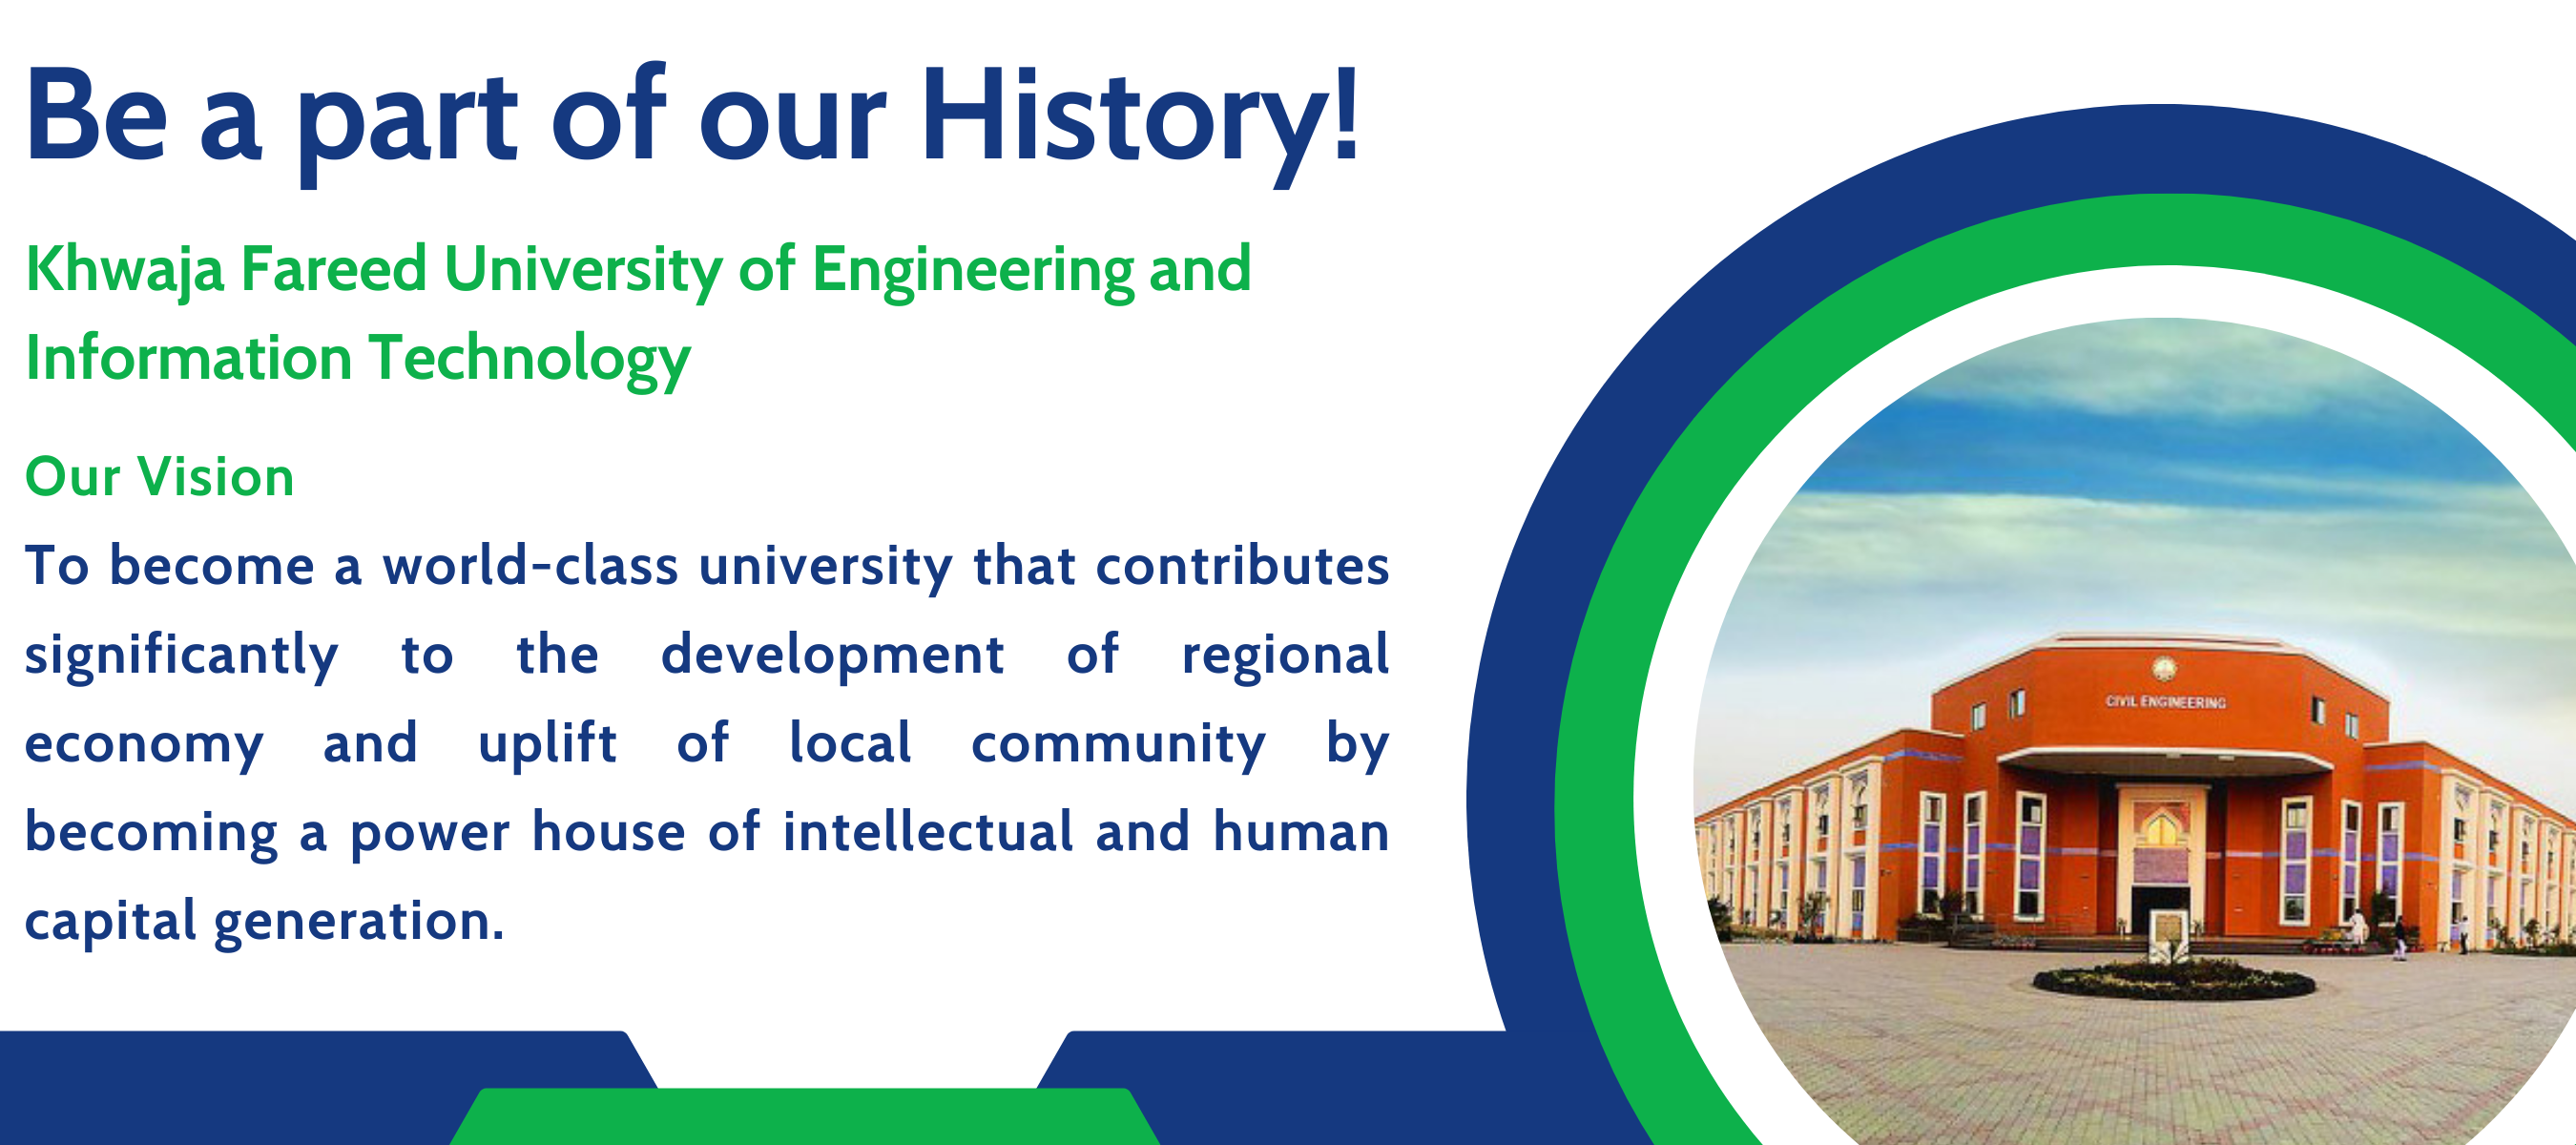 Be a part of our History!
Khwaja Fareed University of Engineering and
Information Technology
Our Vision
To become a world-class university that contributes
significantly to the development of regional
economy and uplift of local community by
becoming a power house of intellectual and human
capital generation.
CIVIL ENGINEERING